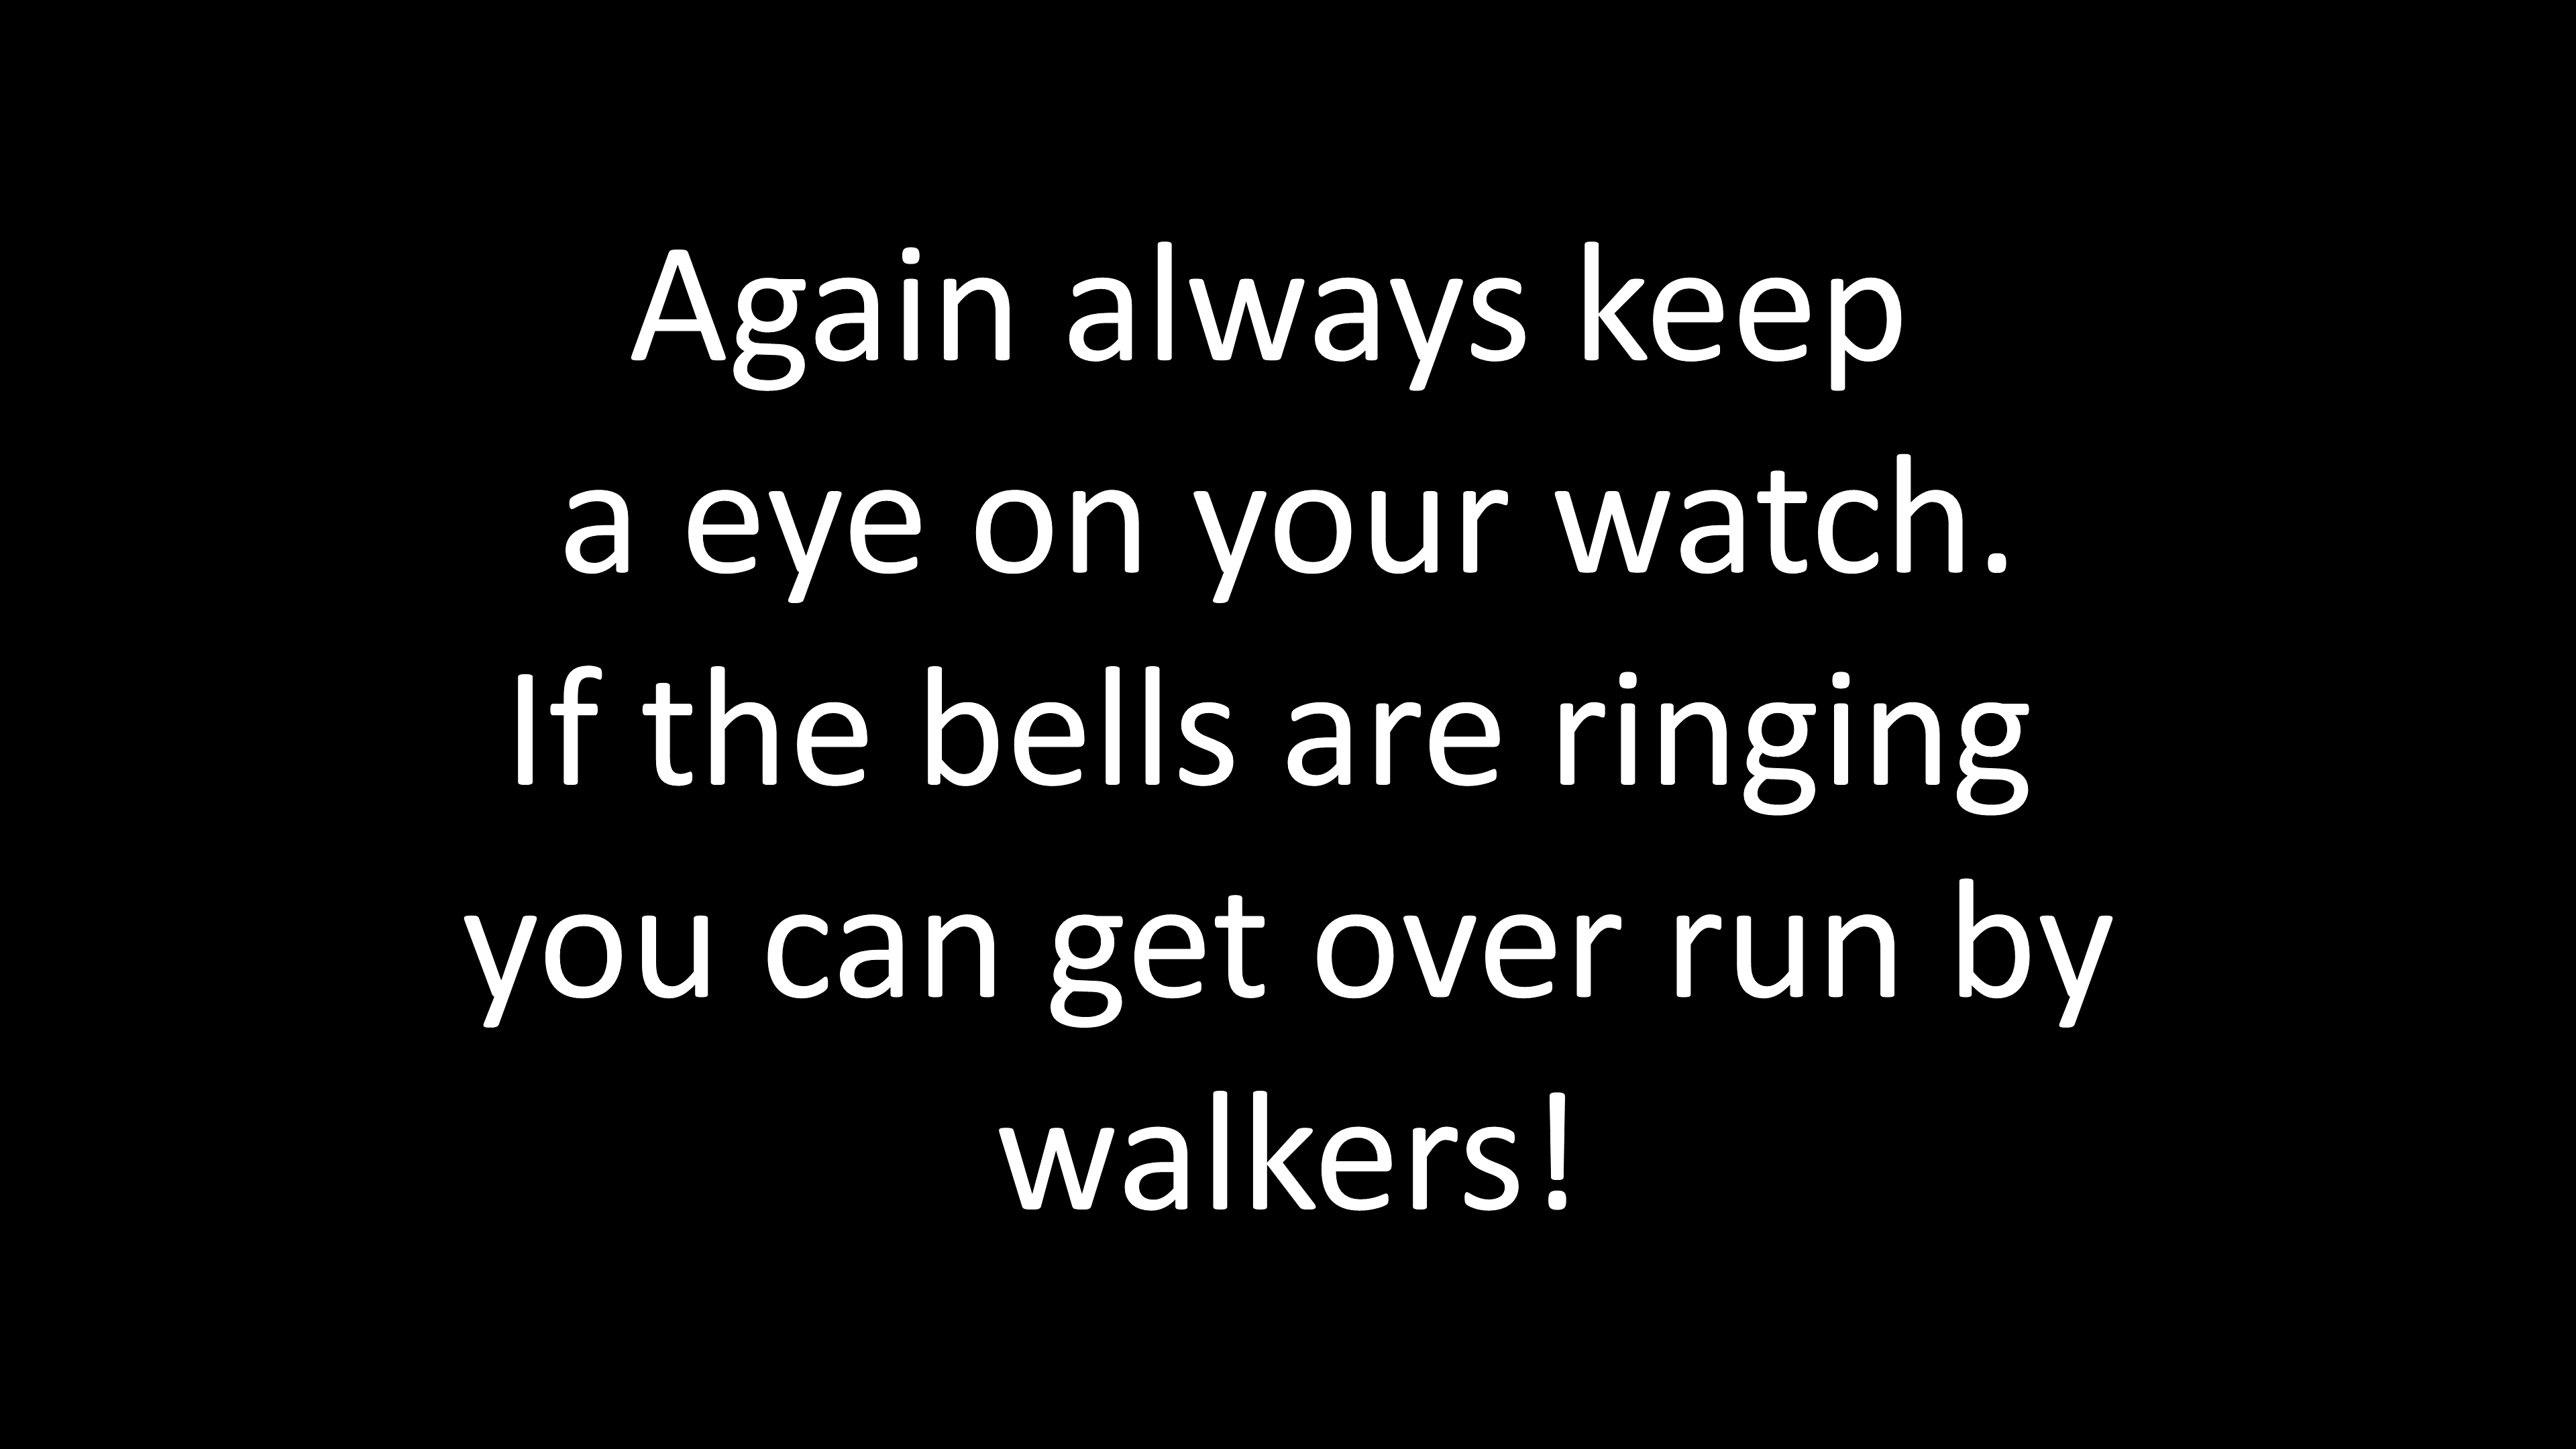 Again always keep
a eye on your watch.
If the bells are ringing
you can get over run by
walkers!